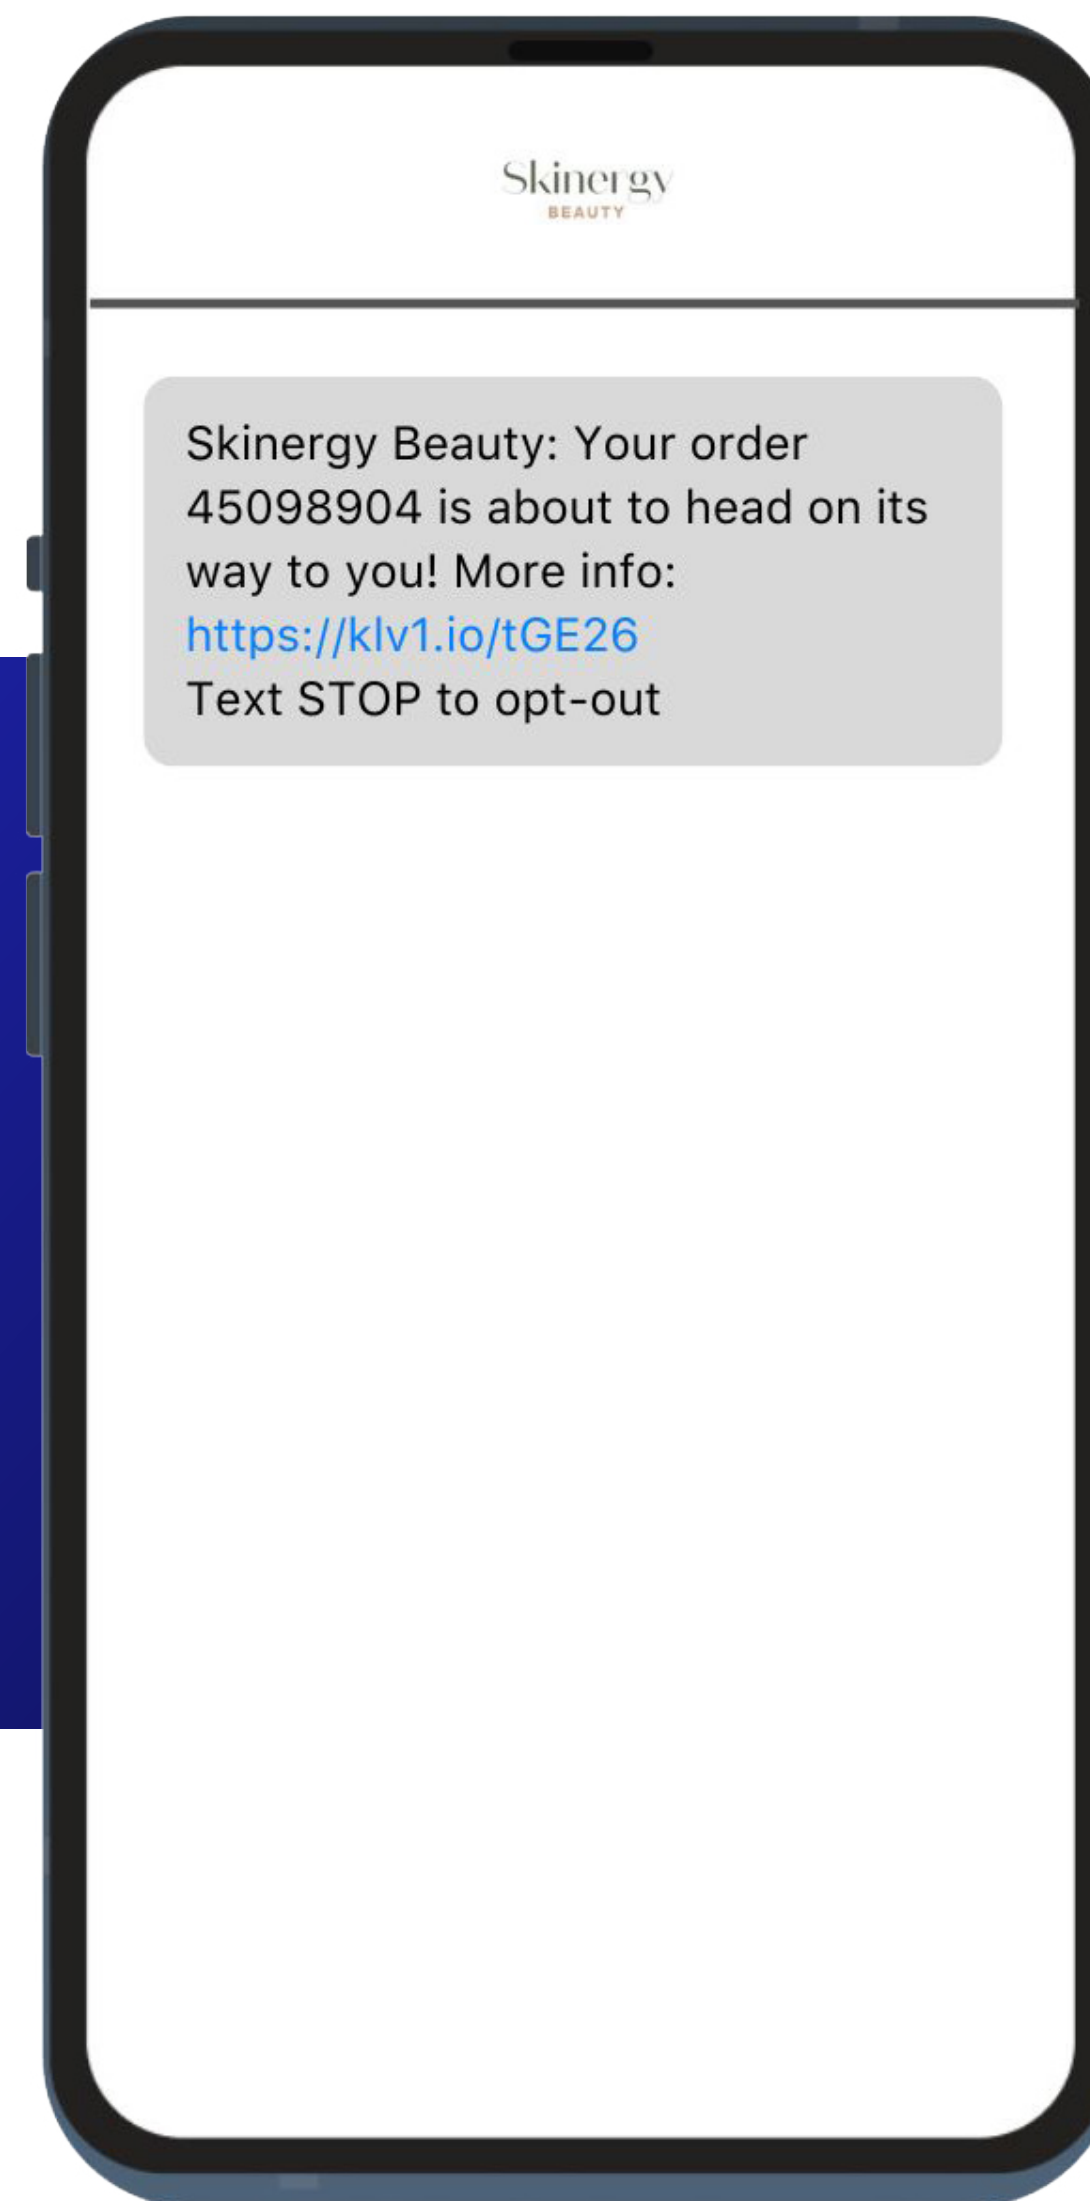 Skinergy
BEAUTY
Skinergy Beauty: Your order
45098904 is about to head on its
way to you! More info:
https://klv1.io/tGE26
Text STOP to opt-out